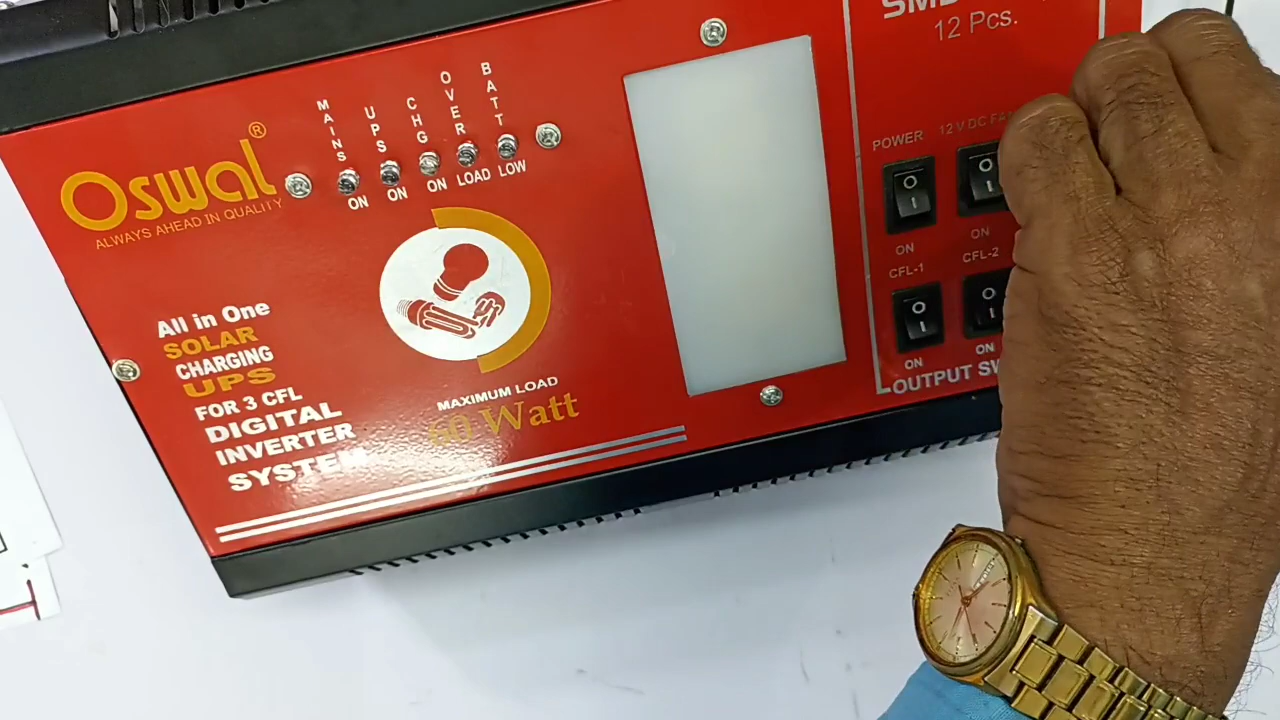 Oswal®
ALWAYS AHEAD IN QUALITY
MAINS ON
UPS ON
CHG ON
OVER LOAD
BATT LOW
All in One
SOLAR
CHARGING
UPS
FOR 3 CFL
DIGITAL
INVERTER
SYSTEM
MAXIMUM LOAD
60 Watt
12 Pcs.
POWER
12 V DC
ON
ON
CFL-1
CFL-2
ON
ON
OUTPUT